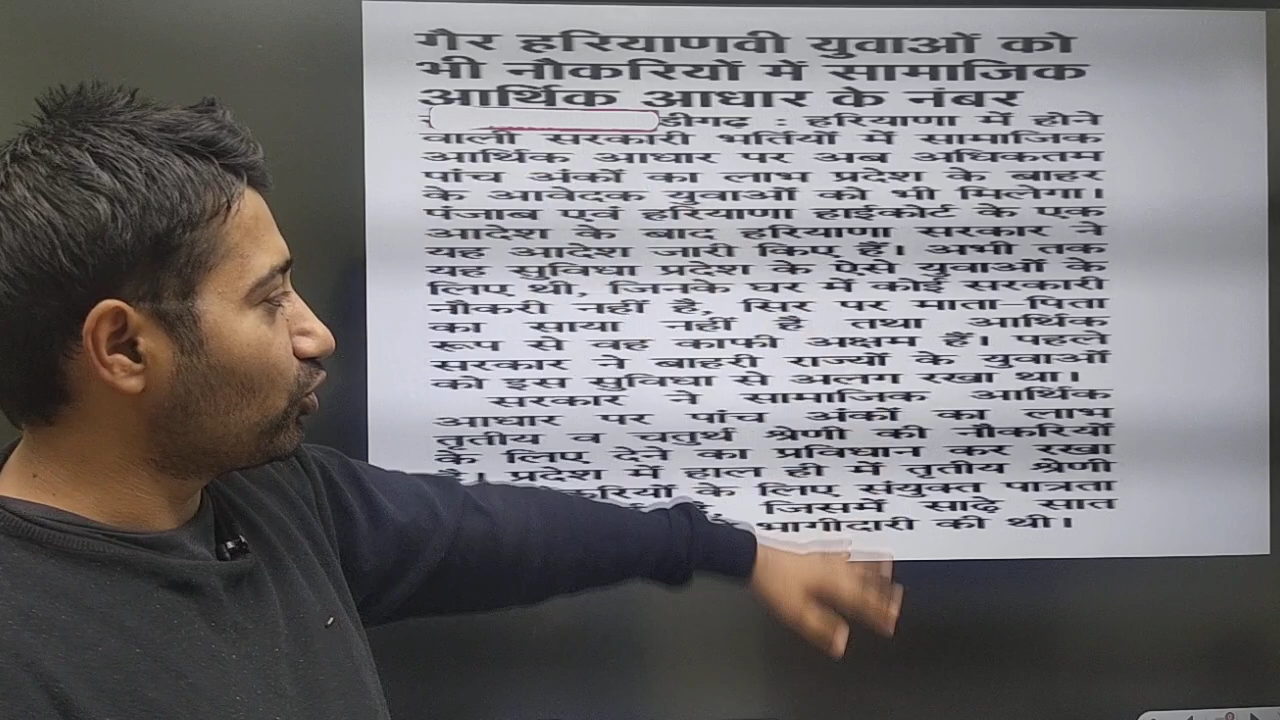 गैर हरियाणवी युवाओं को
भी नौकरियों में सामाजिक
आर्थिक आधार के नंबर
डीगढ़ : हरियाणा में होने
वाली सरकारी भर्तियों में सामाजिक
आर्थिक आधार पर अब अधिकतम
पांच अंकों का लाभ प्रदेश के बाहर
के आवेदक युवाओं को भी मिलेगा।
पंजाब एवं हरियाणा हाईकोर्ट के एक
आदेश के बाद हरियाणा सरकार ने
यह आदेश जारी किए हैं। अभी तक
यह सुविधा प्रदेश के ऐसे युवाओं के
लिए थी, जिनके घर में कोई सरकारी
नौकरी नहीं है, सिर पर माता-पिता
का साया नहीं है तथा आर्थिक
रूप से वह काफी अक्षम हैं। पहले
सरकार ने बाहरी राज्यों के युवाओं
को इस सुविधा से अलग रखा था।
सरकार ने सामाजिक आर्थिक
आधार पर पांच अंकों का लाभ
तृतीय व चतुर्थ श्रेणी की नौकरियों
के लिए देने का प्रविधान कर रखा
है। प्रदेश में हाल ही में तृतीय श्रेणी
करियों के लिए संयुक्त पात्रता
जिसमें साढ़े सात
भागीदारी की थी।